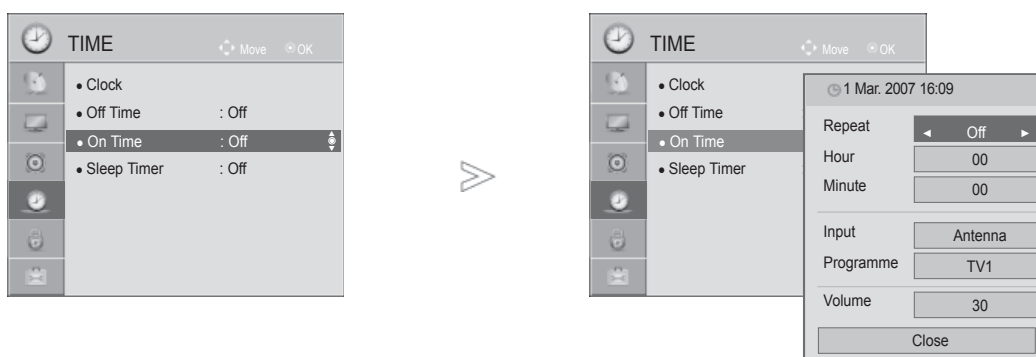 TIME
Move OK
• Clock
• Off Time : Off
• On Time : Off
• Sleep Timer : Off
TIME
Move OK
• Clock
• Off Time
• On Time
• Sleep Timer
1 Mar. 2007 16:09
Repeat ◄ Off ►
Hour 00
Minute 00
Input Antenna
Programme TV1
Volume 30
Close